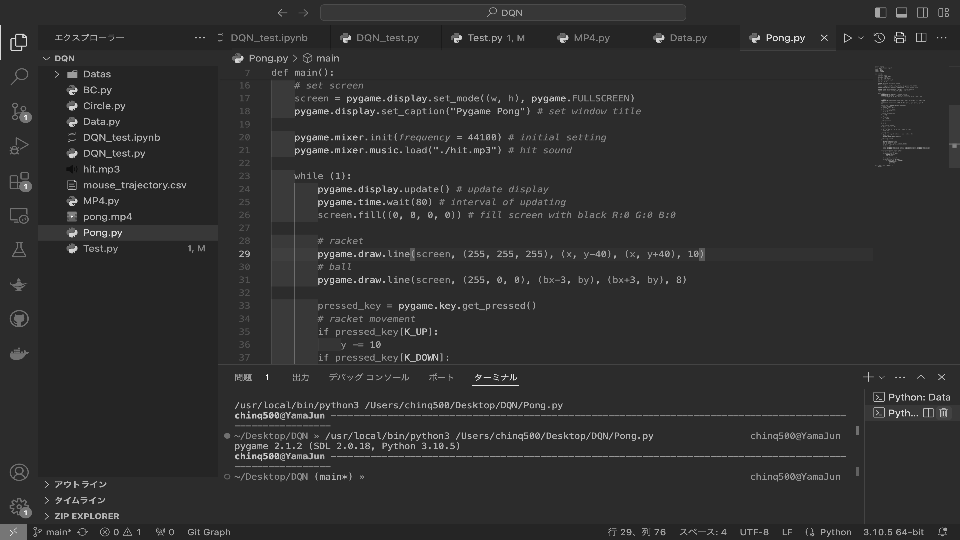 DQN
エクスプローラー
DQN_test.ipynb
DQN_test.py
Test.py 1, M
MP4.py
Data.py
Pong.py
DQN
Datas
BC.py
Circle.py
Data.py
DQN_test.ipynb
DQN_test.py
hit.mp3
mouse_trajectory.csv
MP4.py
pong.mp4
Pong.py
Test.py 1, M
アウトライン
タイムライン
ZIP EXPLORER
Pong.py > main
7 def main():
16 # set screen
17 screen = pygame.display.set_mode((w, h), pygame.FULLSCREEN)
18 pygame.display.set_caption("Pygame Pong") # set window title
19
20 pygame.mixer.init(frequency = 44100) # initial setting
21 pygame.mixer.music.load("./hit.mp3") # hit sound
22
23 while (1):
24 pygame.display.update() # update display
25 pygame.time.wait(80) # interval of updating
26 screen.fill((0, 0, 0, 0)) # fill screen with black R:0 G:0 B:0
27
28 # racket
29 pygame.draw.line(screen, (255, 255, 255), (x, y-40), (x, y+40), 10)
30 # ball
31 pygame.draw.line(screen, (255, 0, 0), (bx-3, by), (bx+3, by), 8)
32
33 pressed_key = pygame.key.get_pressed()
34 # racket movement
35 if pressed_key[K_UP]:
36 y -= 10
37 if pressed_key[K_DOWN]:
問題 1 出力 デバッグ コンソール ポート ターミナル
/usr/local/bin/python3 /Users/chinq500/Desktop/DQN/Pong.py
chinq500@YamaJun
~/Desktop/DQN » /usr/local/bin/python3 /Users/chinq500/Desktop/DQN/Pong.py chinq500@YamaJun
pygame 2.1.2 (SDL 2.0.18, Python 3.10.5)
chinq500@YamaJun
~/Desktop/DQN (main*) » chinq500@YamaJun
Python: Data
Pyth...
1
1
1
main* 0 1 0 Git Graph 行 29、列 76 スペース: 4 UTF-8 LF Python 3.10.5 64-bit